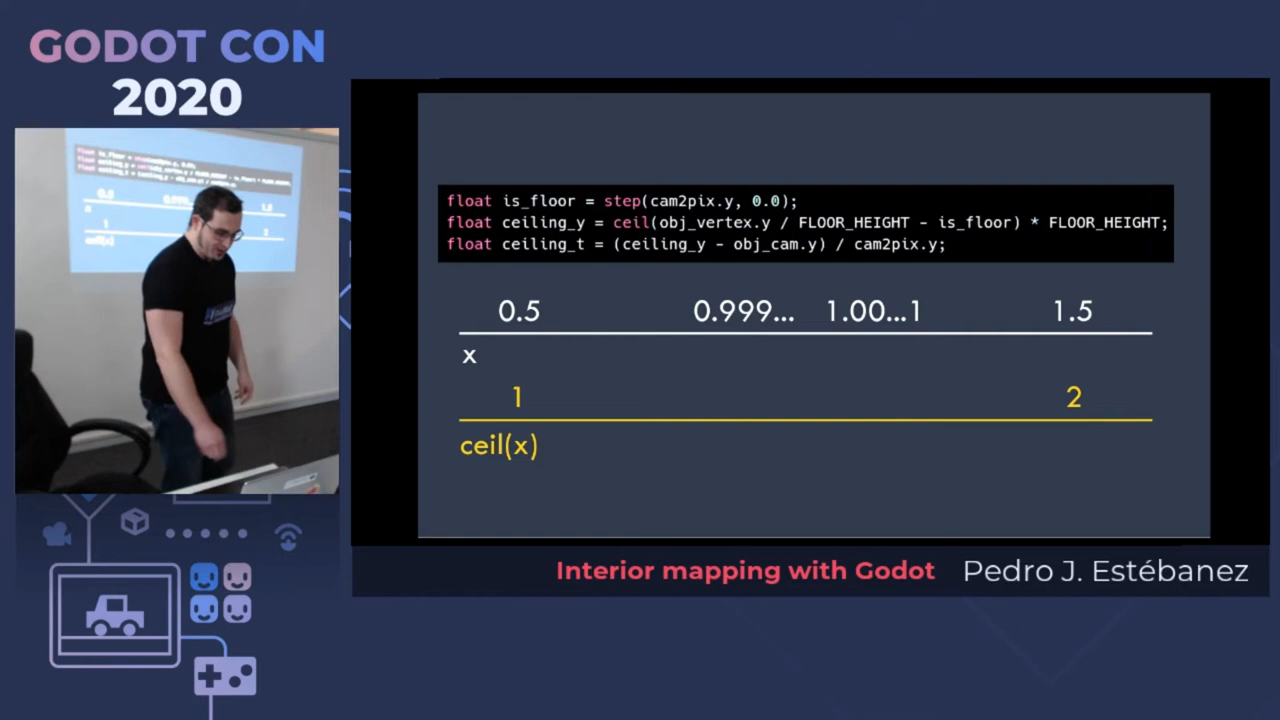 GODOT CON
2020
float is_floor = step(cam2pix.y, 0.0);
float ceiling_y = ceil(obj_vertex.y / FLOOR_HEIGHT - is_floor) * FLOOR_HEIGHT;
float ceiling_t = (ceiling_y - obj_cam.y) / cam2pix.y;
0.5 0.999... 1.00...1 1.5
x
1 2
ceil(x)
Interior mapping with Godot Pedro J. Estébanez